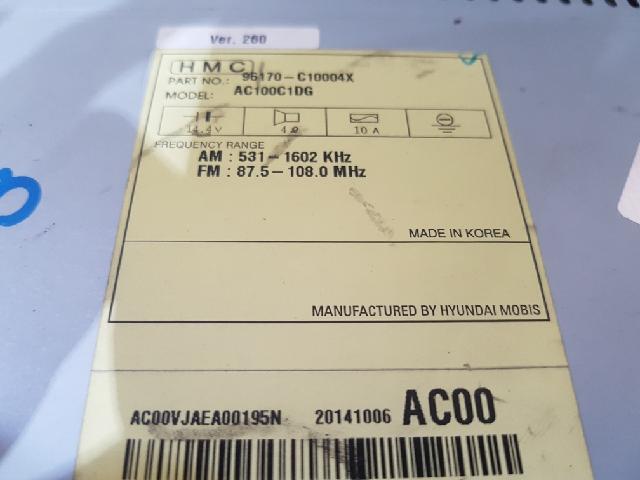 Ver. 260
HMC
PART NO.: 96170-C10004X
MODEL: AC100C1DG
14.4V 4Ω 10A
FREQUENCY RANGE
AM : 531-1602 KHz
FM : 87.5-108.0 MHz
MADE IN KOREA
MANUFACTURED BY HYUNDAI MOBIS
AC00VJAEA00195N 20141006 AC00